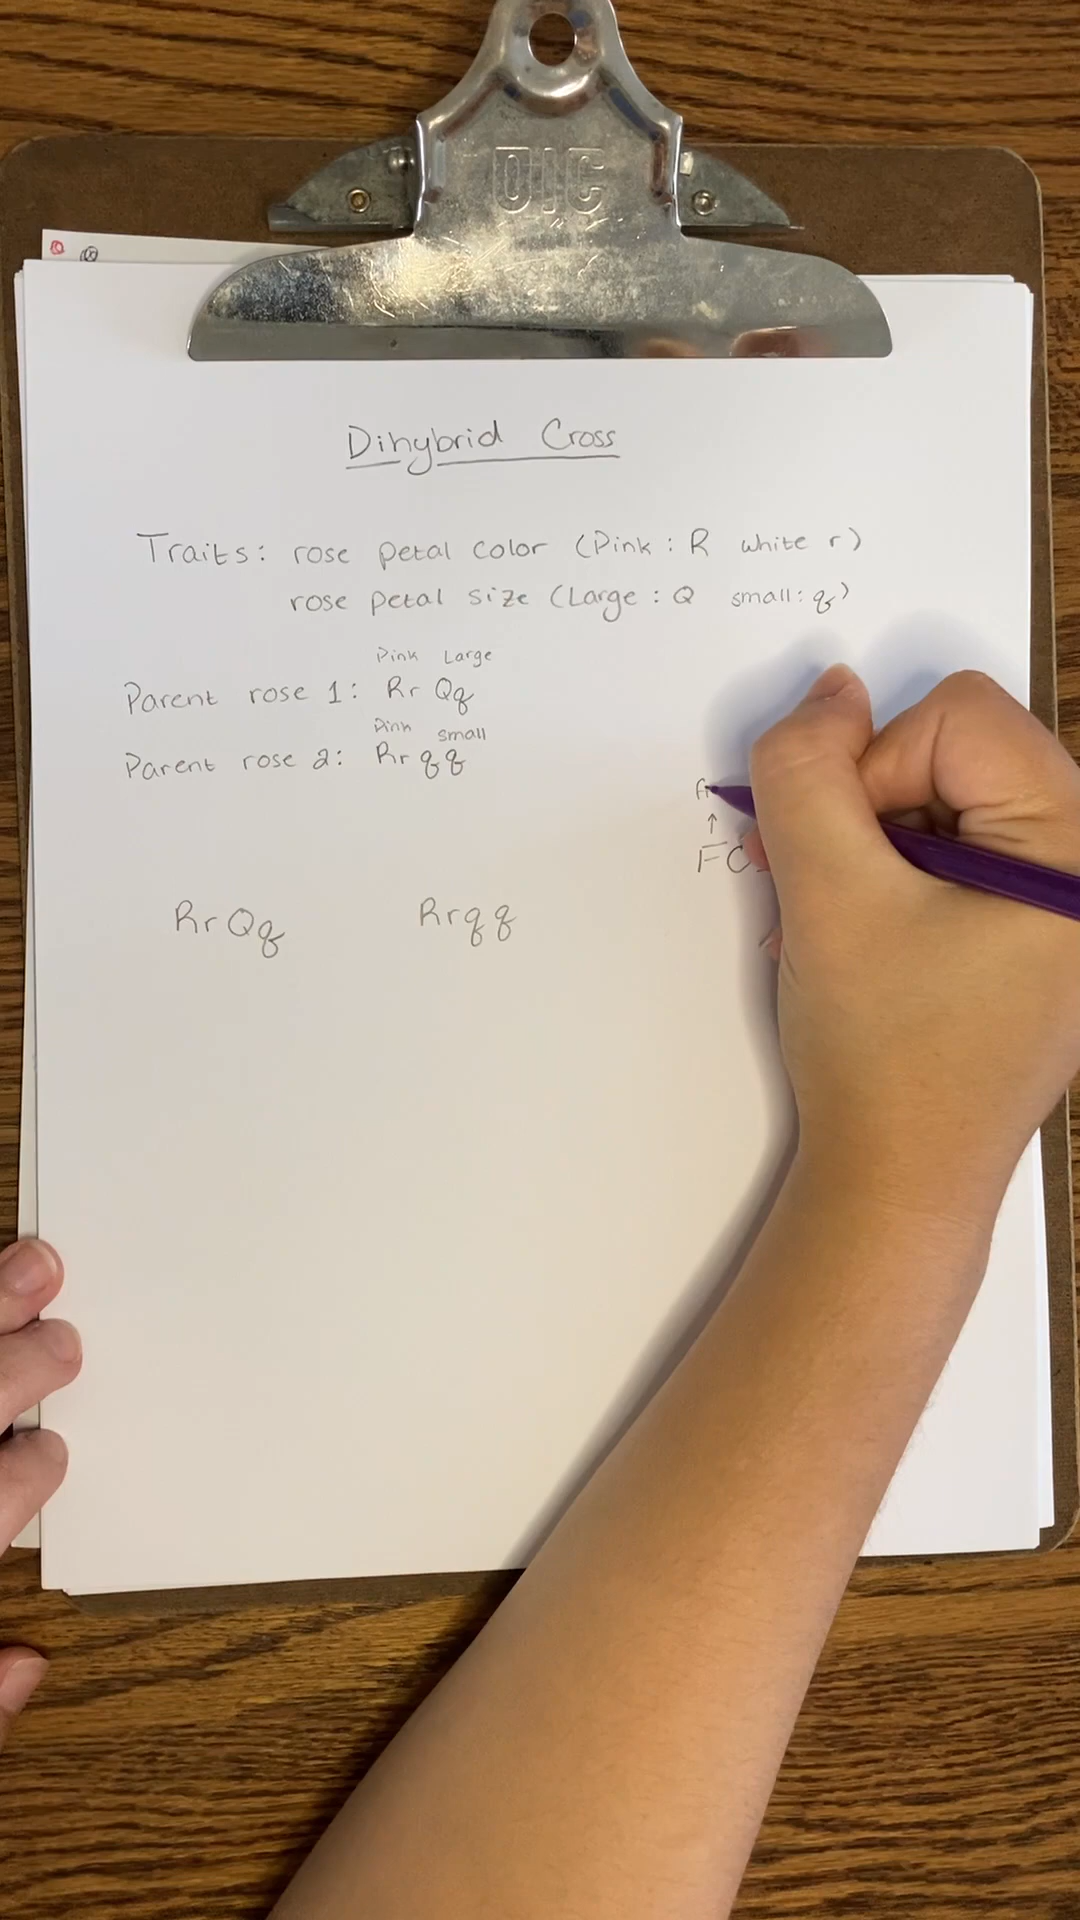 OIC
Dihybrid Cross
Traits: rose petal color (Pink: R white r)
rose petal size (Large: Q small: q)
Pink Large
Parent rose 1: Rr Qq
Pink small
Parent rose 2: Rr qq
RrQq
Rrqq